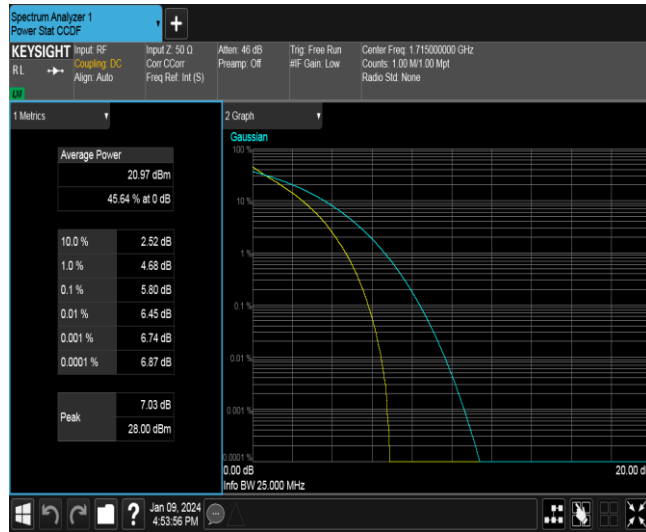 Spectrum Analyzer 1
Power Stat CCDF
KEYSIGHT
RL
LXI
Input: RF
Coupling: DC
Align: Auto
Input Z: 50 Ω
Corr CCorr
Freq Ref: Int (S)
Atten: 46 dB
Preamp: Off
Trig: Free Run
#IF Gain: Low
Center Freq: 1.715000000 GHz
Counts: 1.00 M/1.00 Mpt
Radio Std: None
1 Metrics
Average Power
20.97 dBm
45.64 % at 0 dB
10.0 % 2.52 dB
1.0 % 4.68 dB
0.1 % 5.80 dB
0.01 % 6.45 dB
0.001 % 6.74 dB
0.0001 % 6.87 dB
Peak
7.03 dB
28.00 dBm
2 Graph
Gaussian
100 %
10 %
1 %
0.1 %
0.01 %
0.001 %
0.0001 %
0.00 dB
20.00 d
Info BW 25.000 MHz
?
Jan 09, 2024
4:53:56 PM